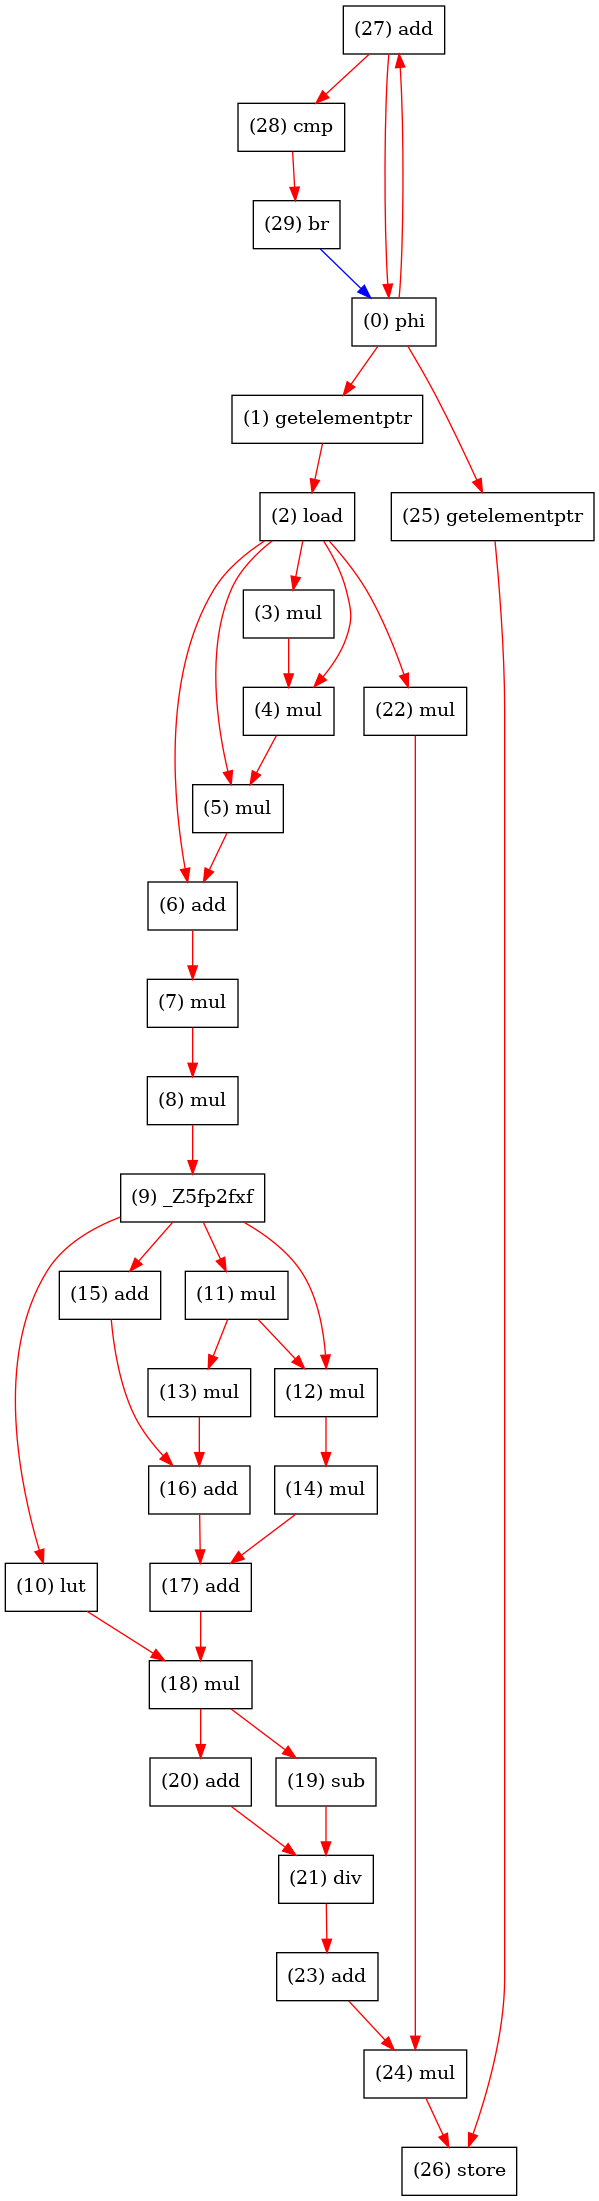 (27) add
(28) cmp
(29) br
(0) phi
(1) getelementptr
(2) load
(25) getelementptr
(3) mul
(4) mul
(22) mul
(5) mul
(6) add
(7) mul
(8) mul
(9) _Z5fp2fxf
(15) add
(11) mul
(13) mul
(12) mul
(16) add
(14) mul
(10) lut
(17) add
(18) mul
(20) add
(19) sub
(21) div
(23) add
(24) mul
(26) store